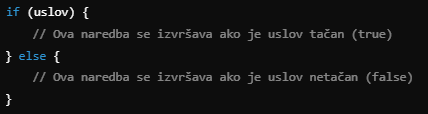 if (uslov) {
    // Ova naredba se izvršava ako je uslov tačan (true)
} else {
    // Ova naredba se izvršava ako je uslov netačan (false)
}